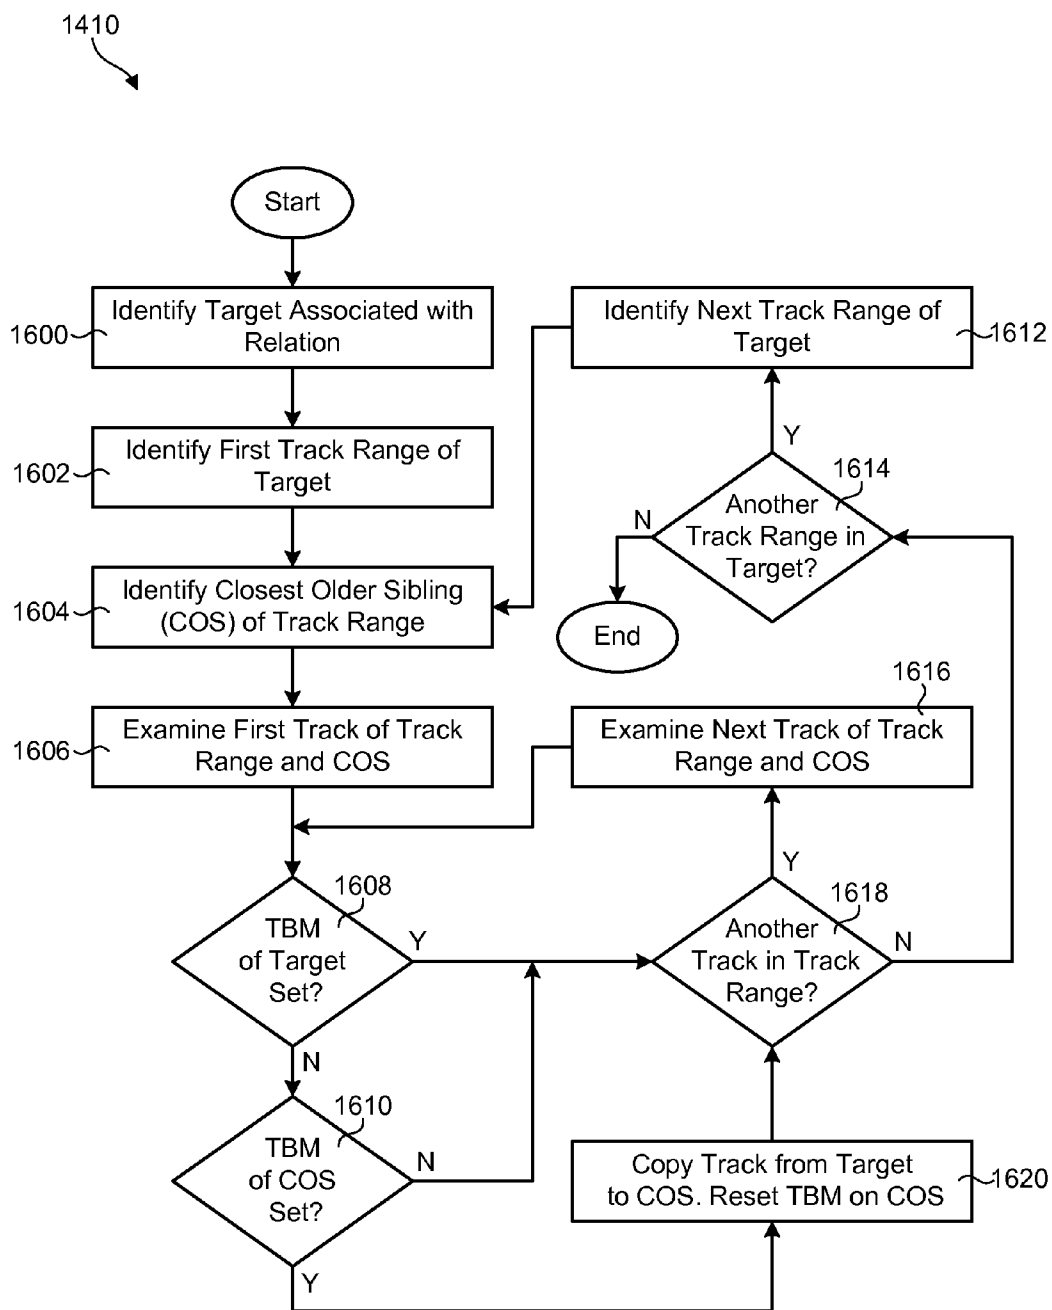 1410
Start
Identify Target Associated with
Relation
1600
Identify First Track Range of
Target
1602
Identify Closest Older Sibling
(COS) of Track Range
1604
Examine First Track of Track
Range and COS
1606
TBM
of Target
Set?
1608
Y
N
TBM
of COS
Set?
1610
N
Y
Identify Next Track Range of
Target
1612
Y
Another
Track Range in
Target?
1614
N
End
1616
Examine Next Track of Track
Range and COS
Y
Another
Track in Track
Range?
1618
N
Copy Track from Target
to COS. Reset TBM on COS
1620